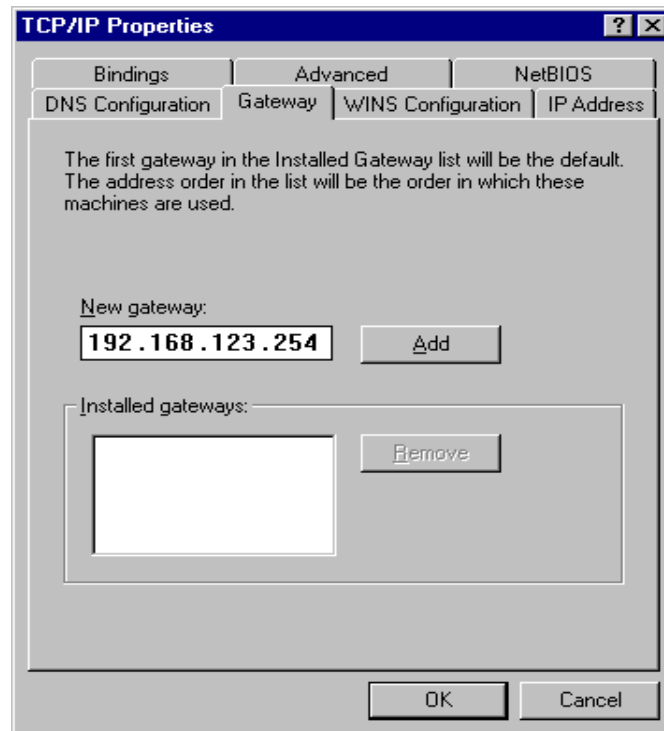 TCP/IP Properties
? X
Bindings Advanced NetBIOS
DNS Configuration Gateway WINS Configuration IP Address
The first gateway in the Installed Gateway list will be the default.
The address order in the list will be the order in which these
machines are used.
New gateway:
192.168.123.254 Add
Installed gateways:
Remove
OK Cancel